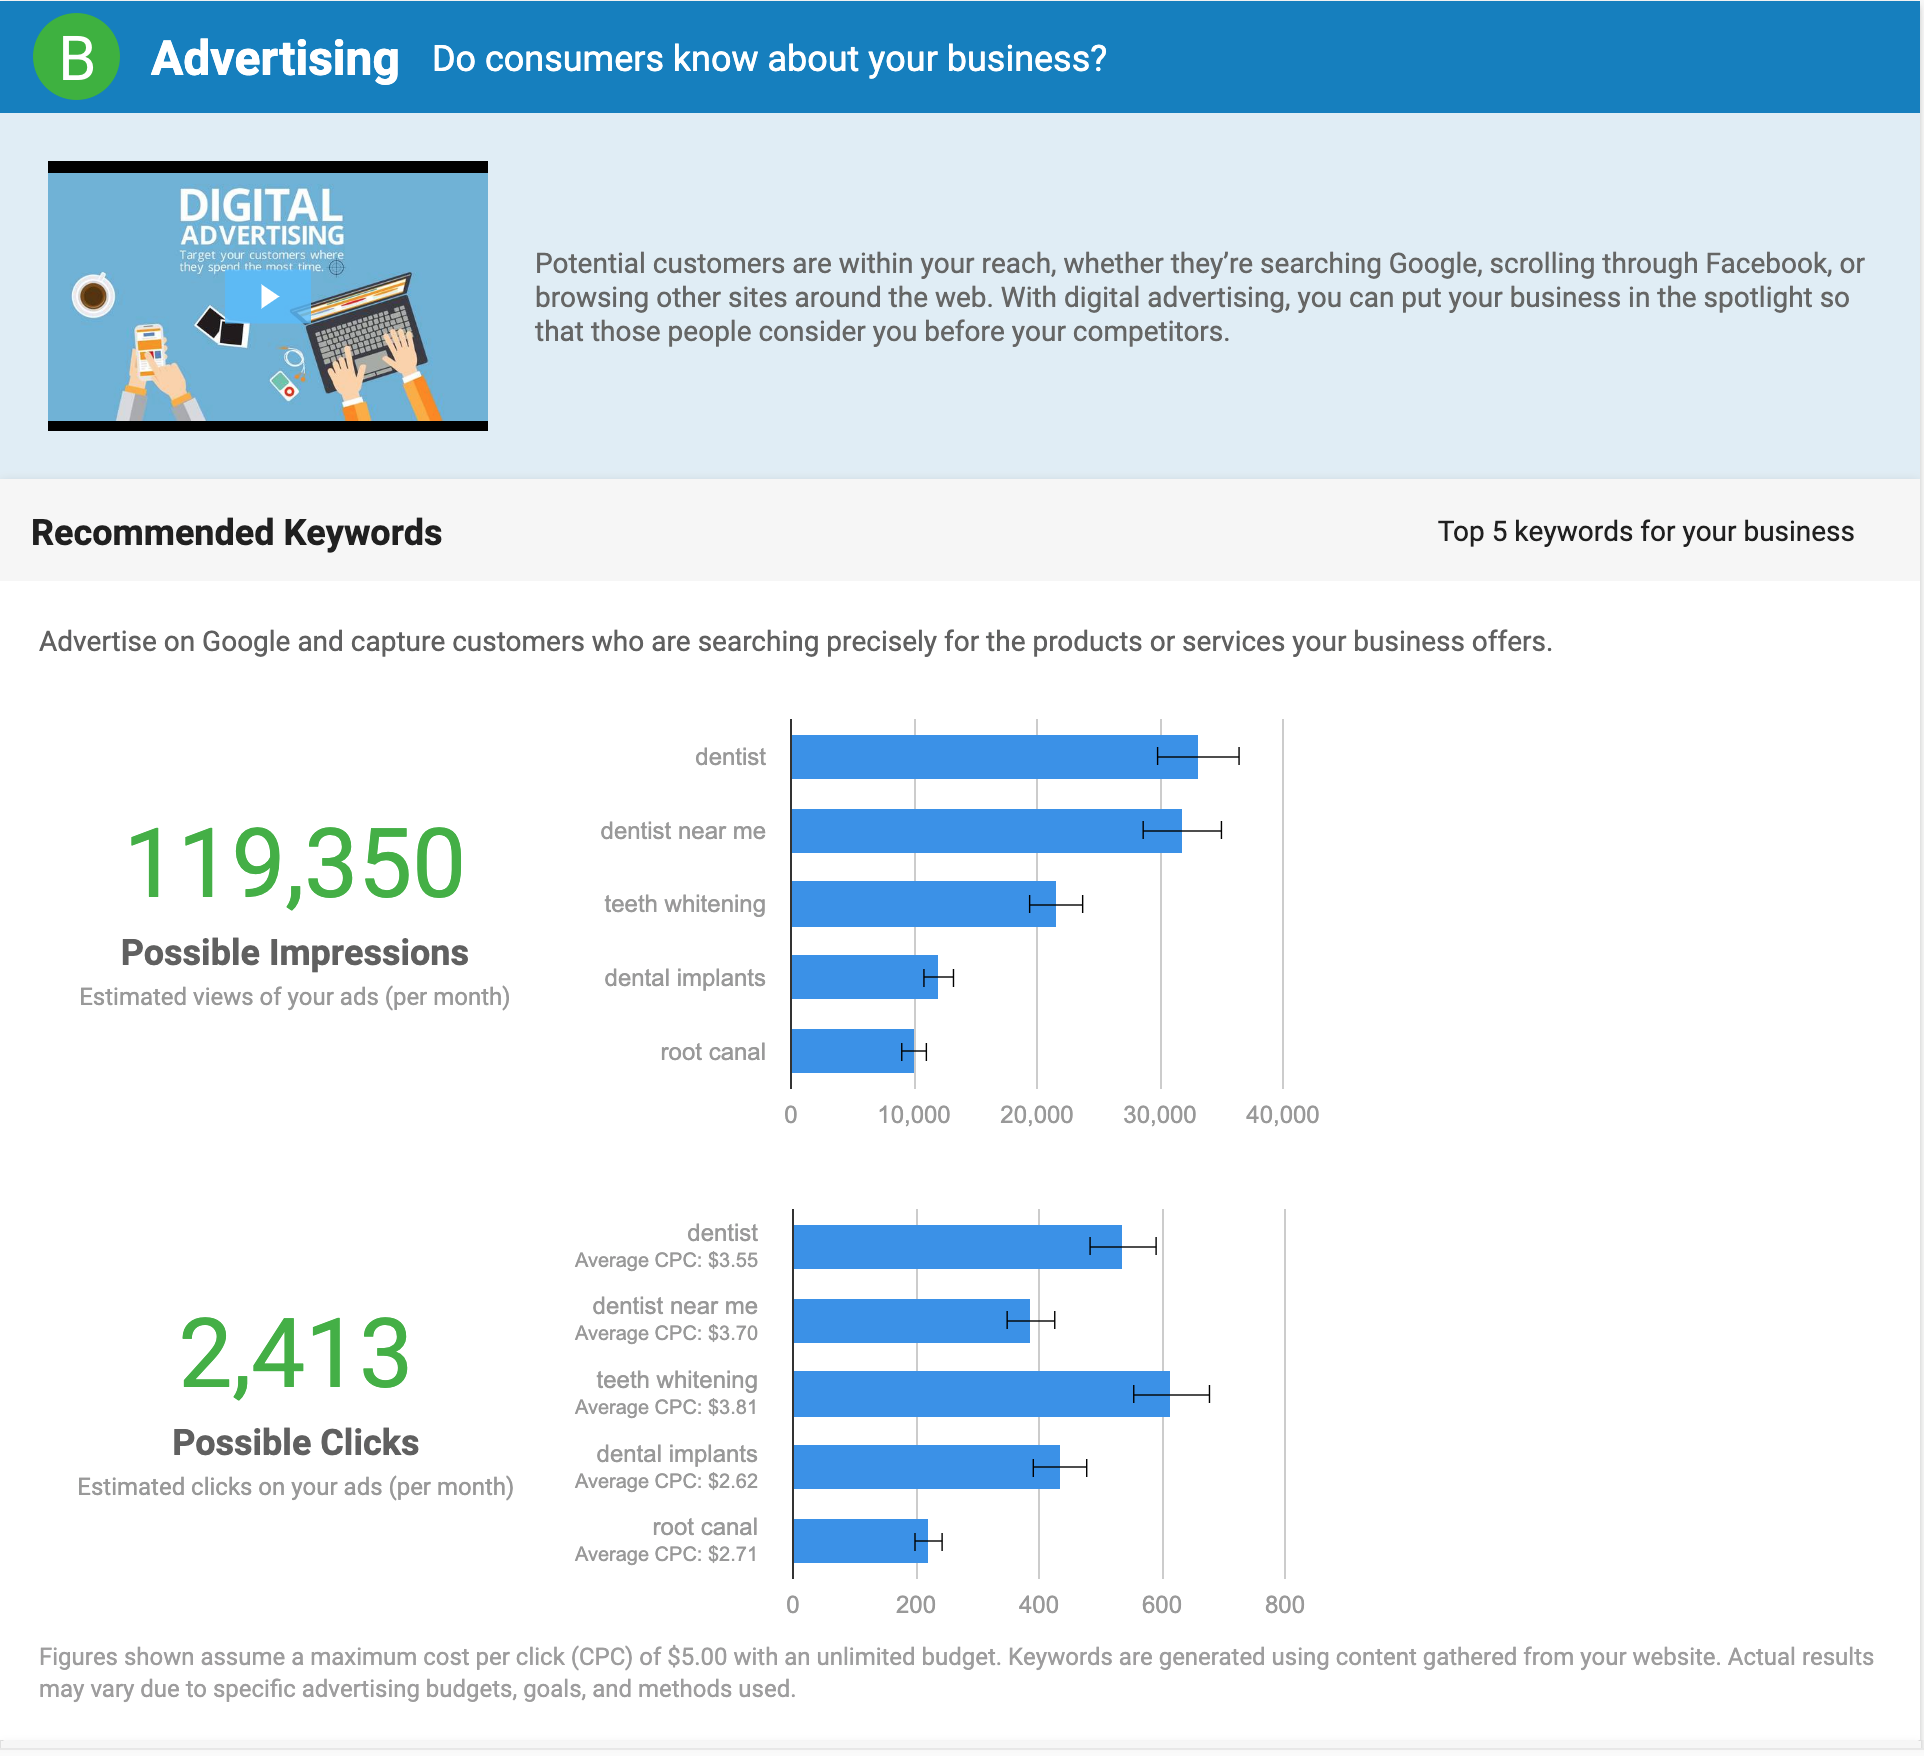 B Advertising Do consumers know about your business?
DIGITAL
ADVERTISING
Target your customers where
they spend the most time.
Potential customers are within your reach, whether they’re searching Google, scrolling through Facebook, or
browsing other sites around the web. With digital advertising, you can put your business in the spotlight so
that those people consider you before your competitors.
Recommended Keywords Top 5 keywords for your business
Advertise on Google and capture customers who are searching precisely for the products or services your business offers.
119,350
Possible Impressions
Estimated views of your ads (per month)
dentist
dentist near me
teeth whitening
dental implants
root canal
0 10,000 20,000 30,000 40,000
2,413
Possible Clicks
Estimated clicks on your ads (per month)
dentist
Average CPC: $3.55
dentist near me
Average CPC: $3.70
teeth whitening
Average CPC: $3.81
dental implants
Average CPC: $2.62
root canal
Average CPC: $2.71
0 200 400 600 800
Figures shown assume a maximum cost per click (CPC) of $5.00 with an unlimited budget. Keywords are generated using content gathered from your website. Actual results
may vary due to specific advertising budgets, goals, and methods used.